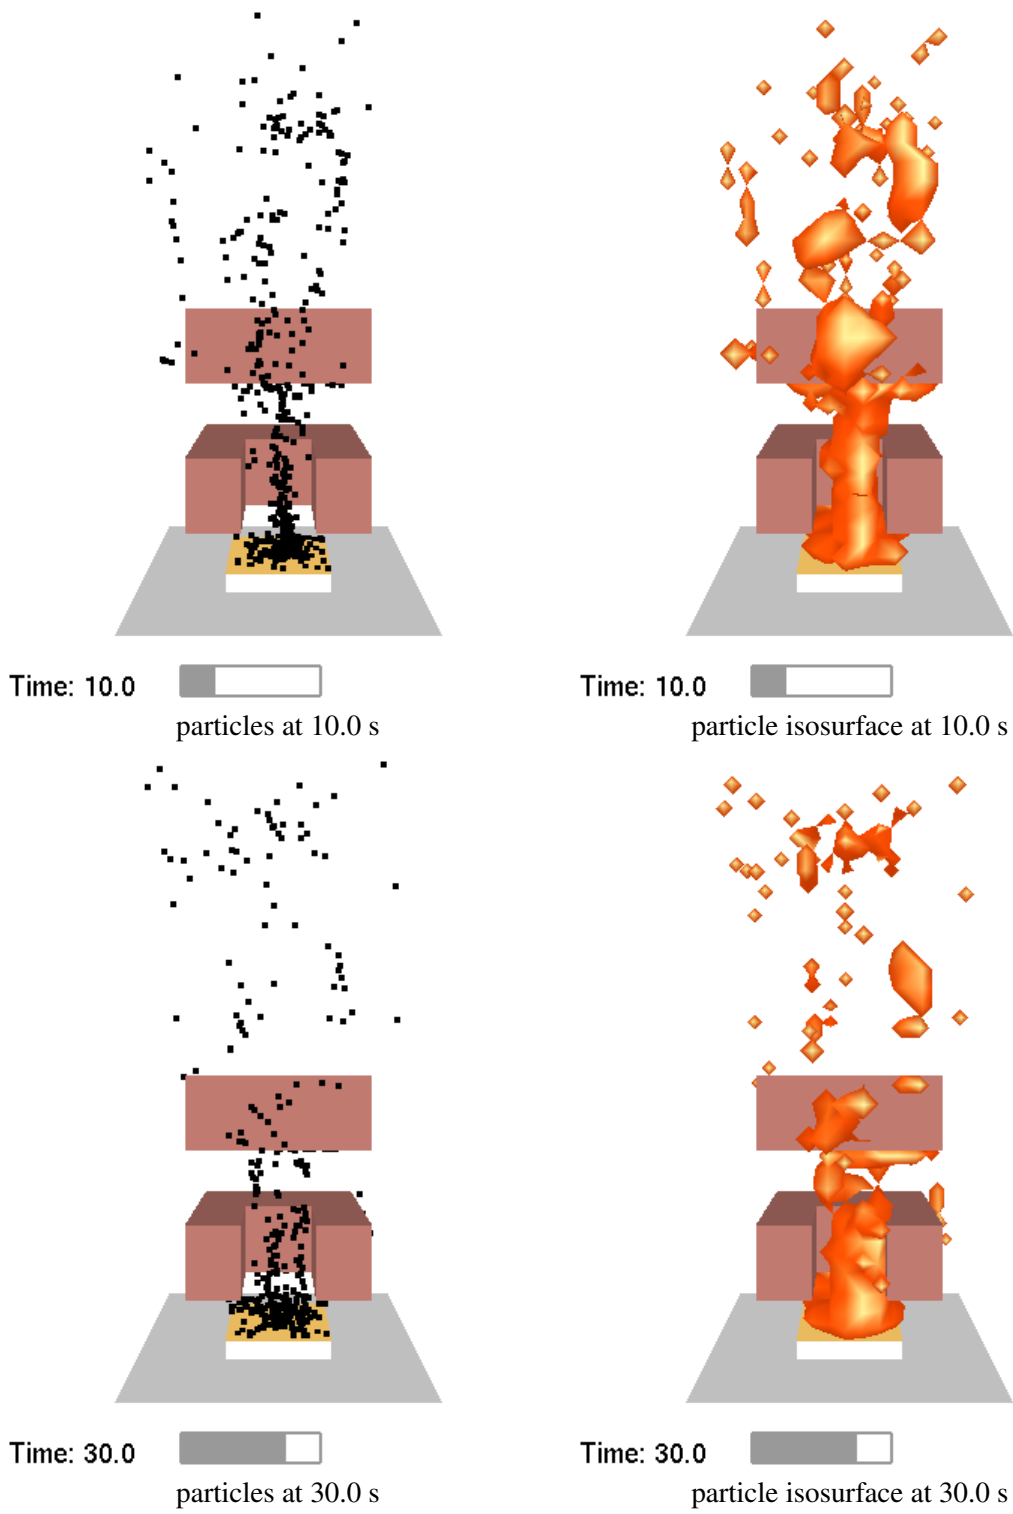 Time: 10.0
Time: 10.0
particles at 10.0 s
particle isosurface at 10.0 s
Time: 30.0
Time: 30.0
particles at 30.0 s
particle isosurface at 30.0 s